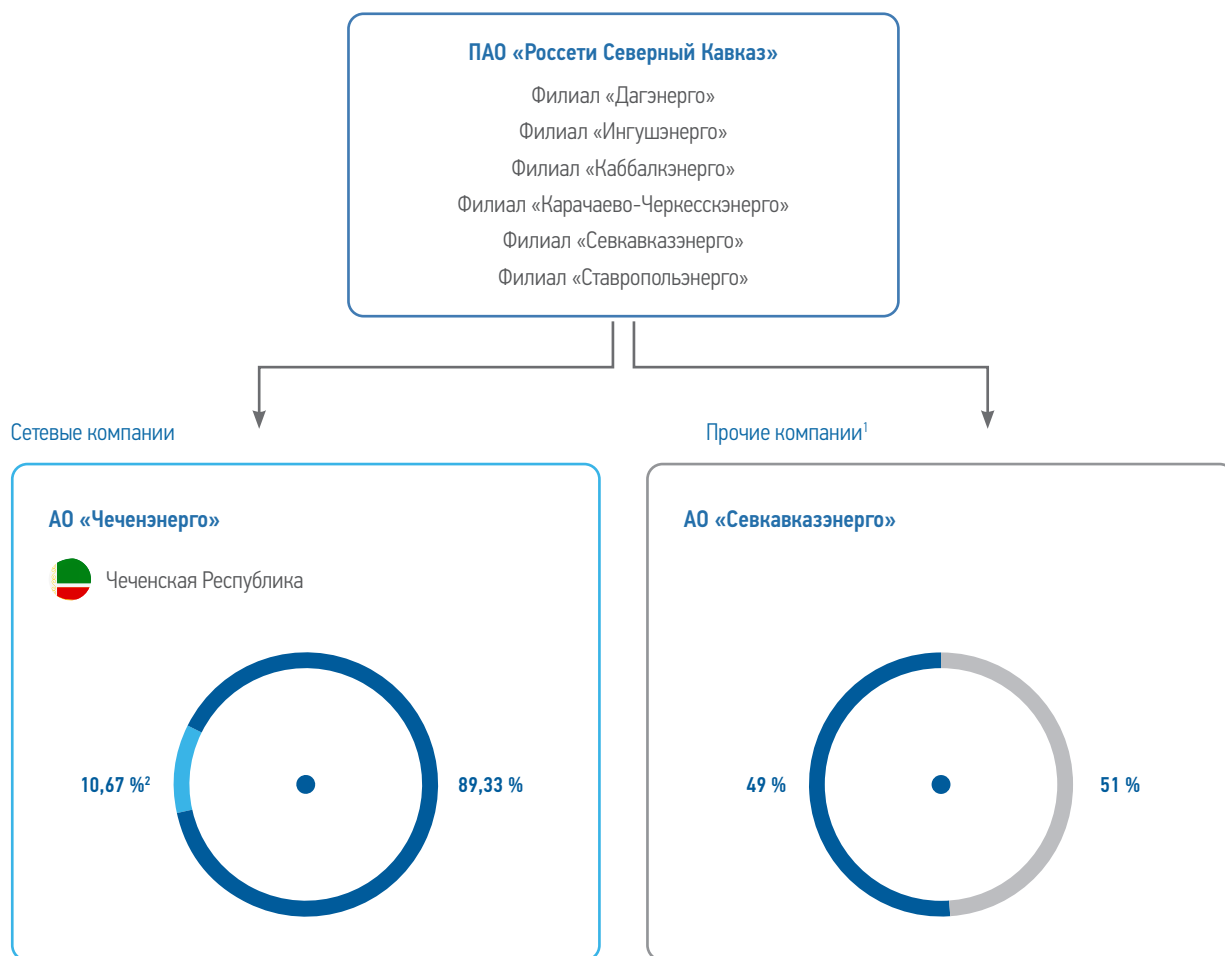 ПАО «Россети Северный Кавказ»
Филиал «Дагэнерго»
Филиал «Ингушэнерго»
Филиал «Каббалкэнерго»
Филиал «Карачаево-Черкесскэнерго»
Филиал «Севкавказэнерго»
Филиал «Ставропольэнерго»
Сетевые компании
АО «Чеченэнерго»
Чеченская Республика
10,67 %²
89,33 %
Прочие компании¹
АО «Севкавказэнерго»
49 %
51 %